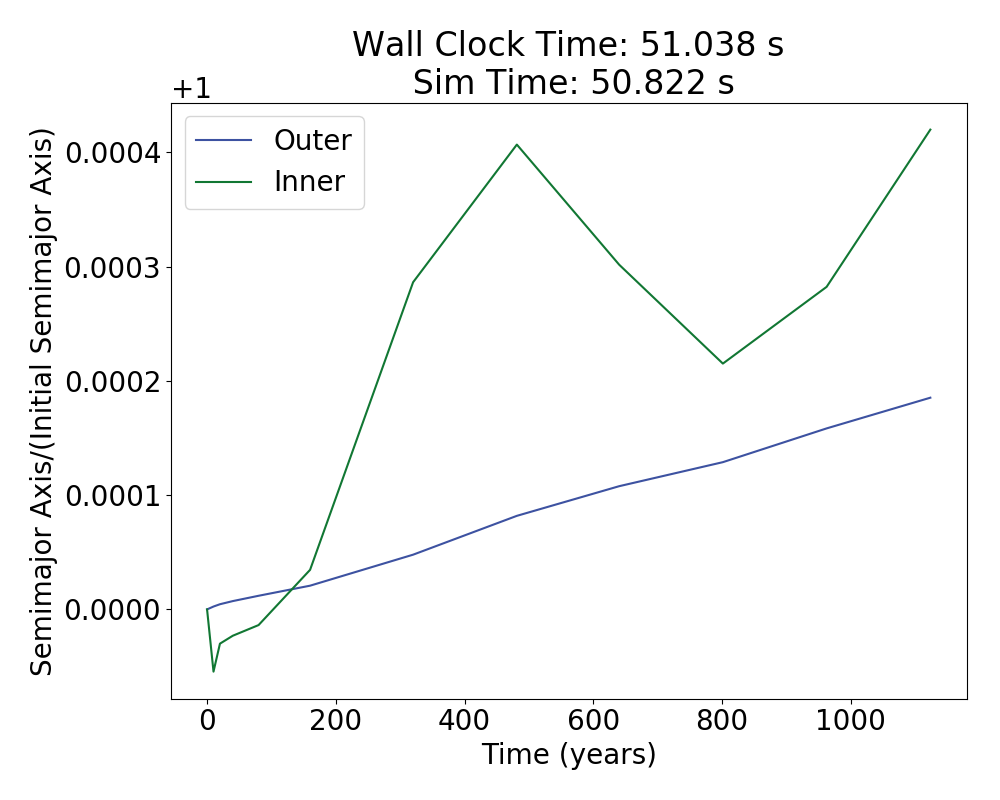 Wall Clock Time: 51.038 s
Sim Time: 50.822 s
+1
Outer
Inner
0.0004
0.0003
0.0002
0.0001
0.0000
Semimajor Axis/(Initial Semimajor Axis)
0 200 400 600 800 1000
Time (years)